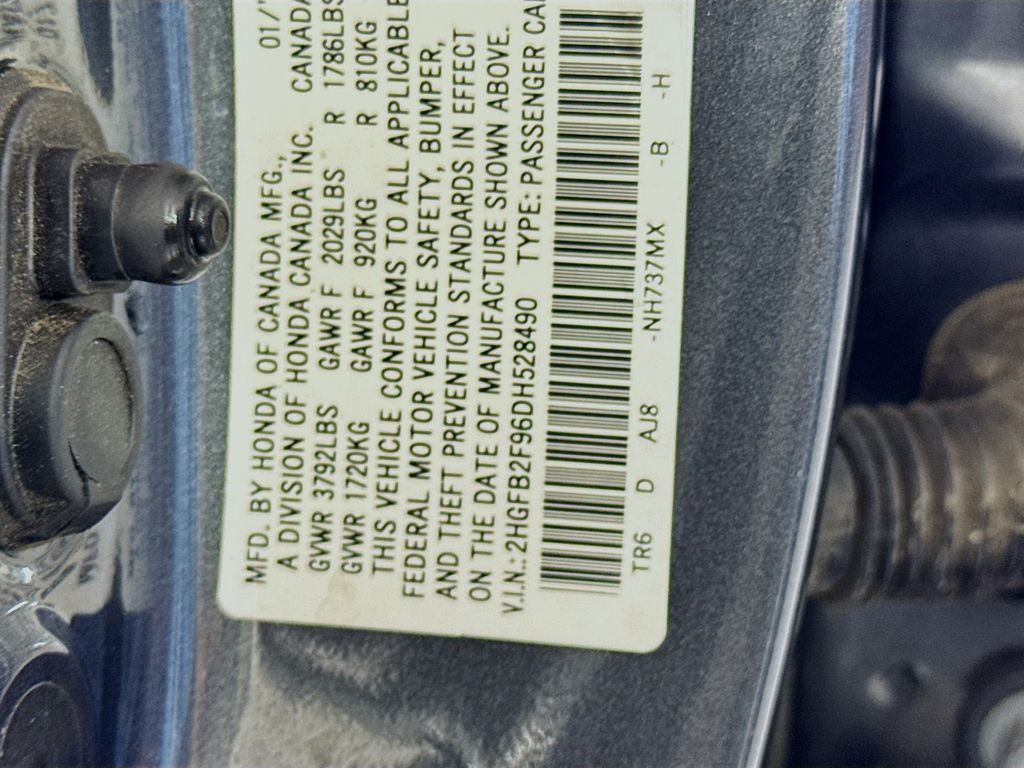 MFD. BY HONDA OF CANADA MFG., 01/
A DIVISION OF HONDA CANADA INC. CANADA
GVWR 3792LBS GAWR F 2029LBS R 1786LBS
GVWR 1720KG GAWR F 920KG R 810KG
THIS VEHICLE CONFORMS TO ALL APPLICABLE
FEDERAL MOTOR VEHICLE SAFETY, BUMPER,
AND THEFT PREVENTION STANDARDS IN EFFECT
ON THE DATE OF MANUFACTURE SHOWN ABOVE.
V.I.N.: 2HGFB2F96DH528490 TYPE: PASSENGER CA
TR6 D AJ8 -NH737MX -B -H